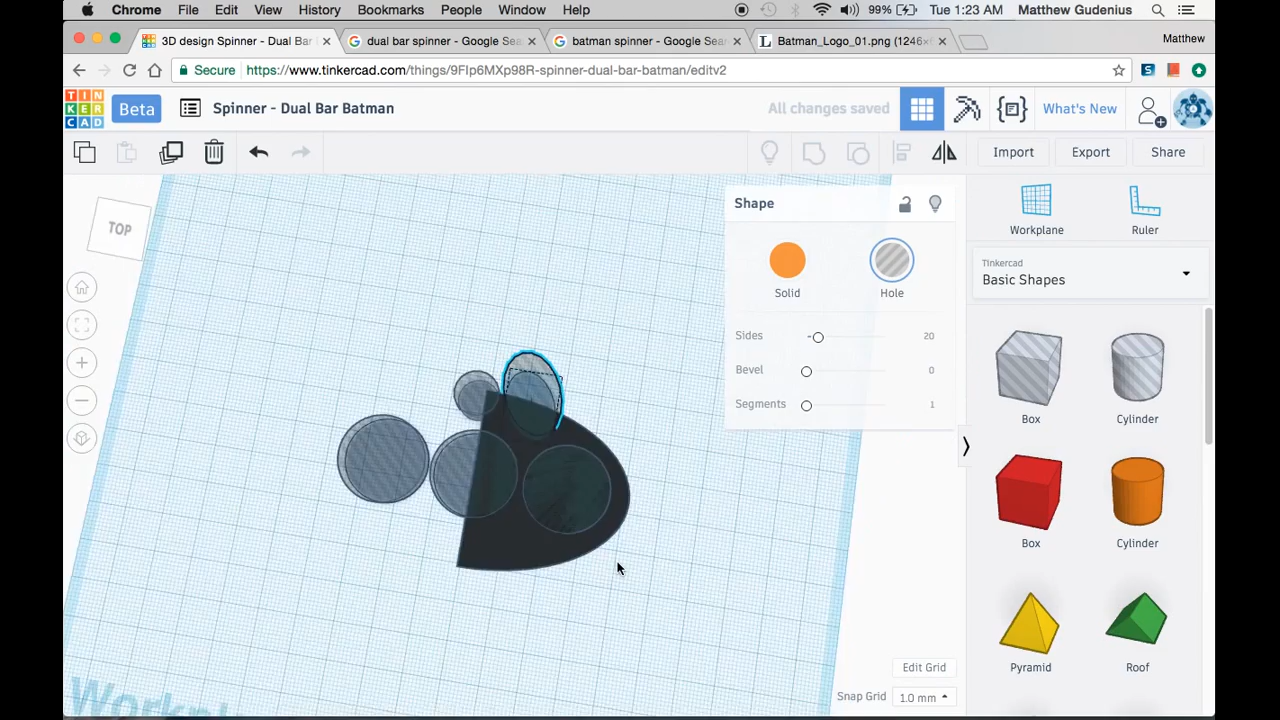 Chrome File Edit View History Bookmarks People Window Help 99% Tue 1:23 AM Matthew Gudenius
3D design Spinner - Dual Bar dual bar spinner - Google Sea batman spinner - Google Sear Batman_Logo_01.png (1246× Matthew
Secure https://www.tinkercad.com/things/9FIp6MXp98R-spinner-dual-bar-batman/editv2
TIN
KER
CAD
Beta Spinner - Dual Bar Batman All changes saved What's New
Import Export Share
TOP
Shape
Solid Hole
Sides 20
Bevel 0
Segments 1
Workplane Ruler
Tinkercad
Basic Shapes
Box Cylinder
Box Cylinder
Pyramid Roof
Edit Grid
Snap Grid 1.0 mm